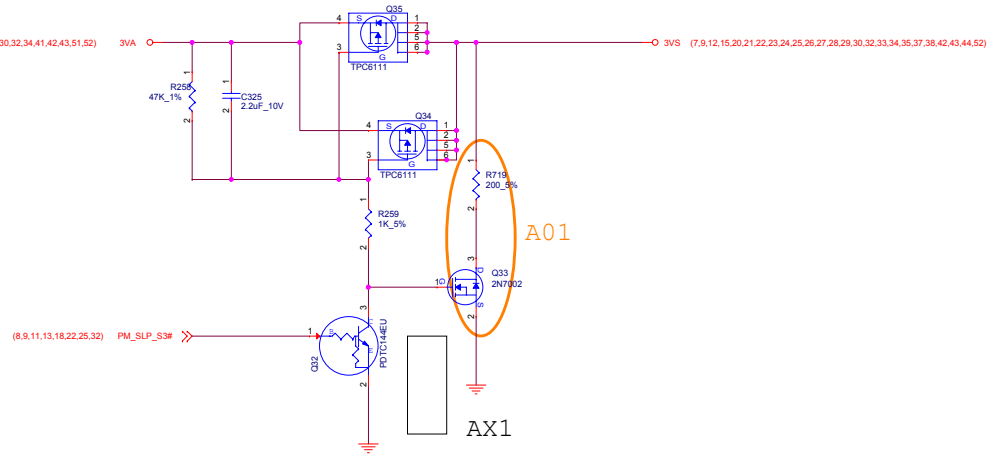 Q35
4 S D 1
2
5
6
3 G
TPC6111
30,32,34,41,42,43,51,52) 3VA
3VS (7,9,12,15,20,21,22,23,24,25,26,27,28,29,30,32,33,34,35,37,38,42,43,44,52)
1
R258
47K_1%
2
1
C325
2.2uF_10V
2
Q34
4 S D 1
2
5
6
3 G
TPC6111
1
R719
200_5%
2
1
R259
1K_5%
2
A01
3
D
Q33
2N7002
1 G
S
2
(8,9,11,13,18,22,25,32) PM_SLP_S3#
3
C
1 B
E
2
Q32
PDTC144EU
AX1